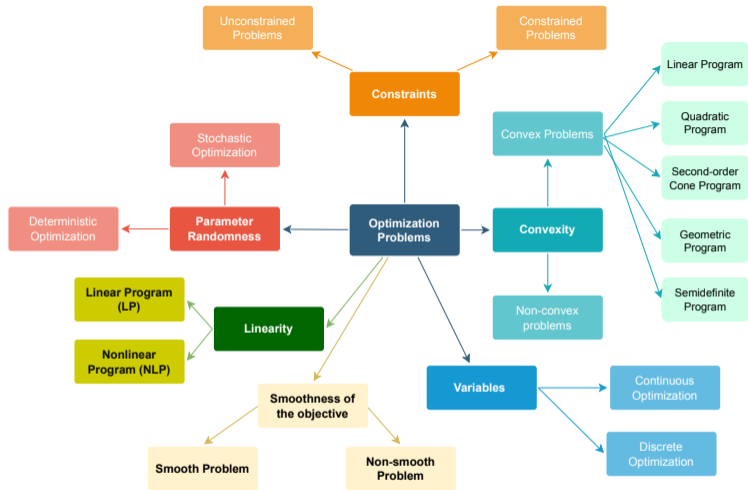 Unconstrained
Problems
Constrained
Problems
Constraints
Linear Program
Quadratic
Program
Convex Problems
Stochastic
Optimization
Second-order
Cone Program
Deterministic
Optimization
Parameter
Randomness
Optimization
Problems
Convexity
Geometric
Program
Linear Program
(LP)
Linearity
Non-convex
problems
Semidefinite
Program
Nonlinear
Program (NLP)
Smoothness of
the objective
Variables
Continuous
Optimization
Smooth Problem
Non-smooth
Problem
Discrete
Optimization